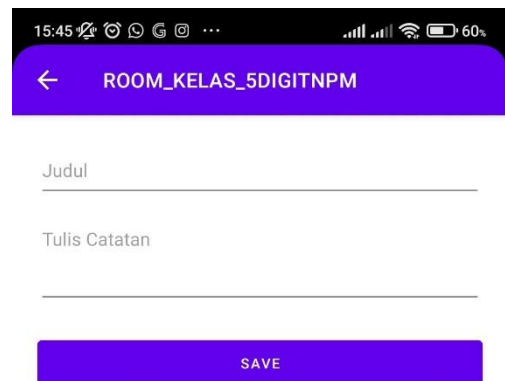 15:45 G ... 60%
ROOM_KELAS_5DIGITNPM
Judul
Tulis Catatan
SAVE